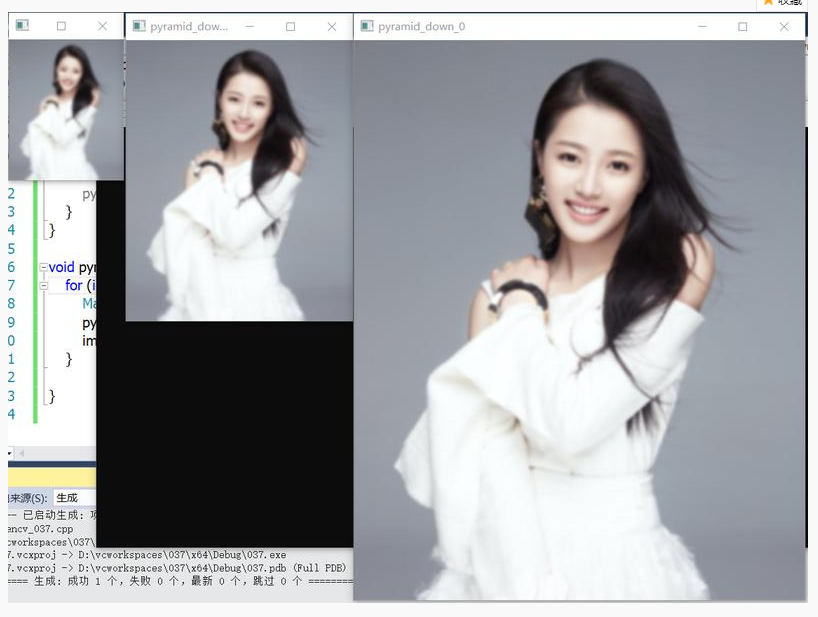 收藏
pyramid_dow...
pyramid_down_0
2 py
3 }
4 }
5
6 void pyr
7 for (i
8 Ma
9 py
0 im
1 }
2
3 }
4
来源(S): 生成
-- 已启动生成: 项
encv_037.cpp
cworkspaces\037\
7.vcxproj -> D:\vcworkspaces\037\x64\Debug\037.exe
7.vcxproj -> D:\vcworkspaces\037\x64\Debug\037.pdb (Full PDB)
==== 生成: 成功 1 个，失败 0 个，最新 0 个，跳过 0 个 ========